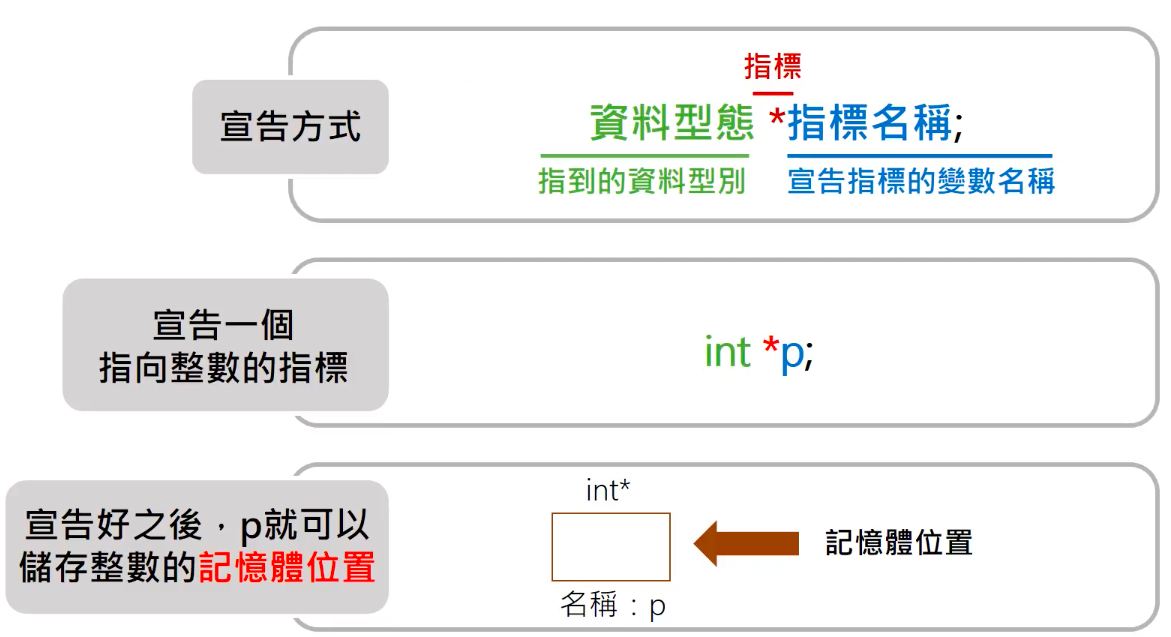 宣告方式
指標
資料型態 *指標名稱;
指到的資料型別 宣告指標的變數名稱
宣告一個
指向整數的指標
int *p;
宣告好之後，p就可以
儲存整數的記憶體位置
int*
記憶體位置
名稱：p